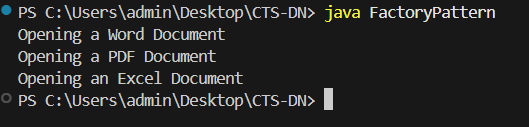 PS C:\Users\admin\Desktop\CTS-DN> java FactoryPattern
Opening a Word Document
Opening a PDF Document
Opening an Excel Document
PS C:\Users\admin\Desktop\CTS-DN>